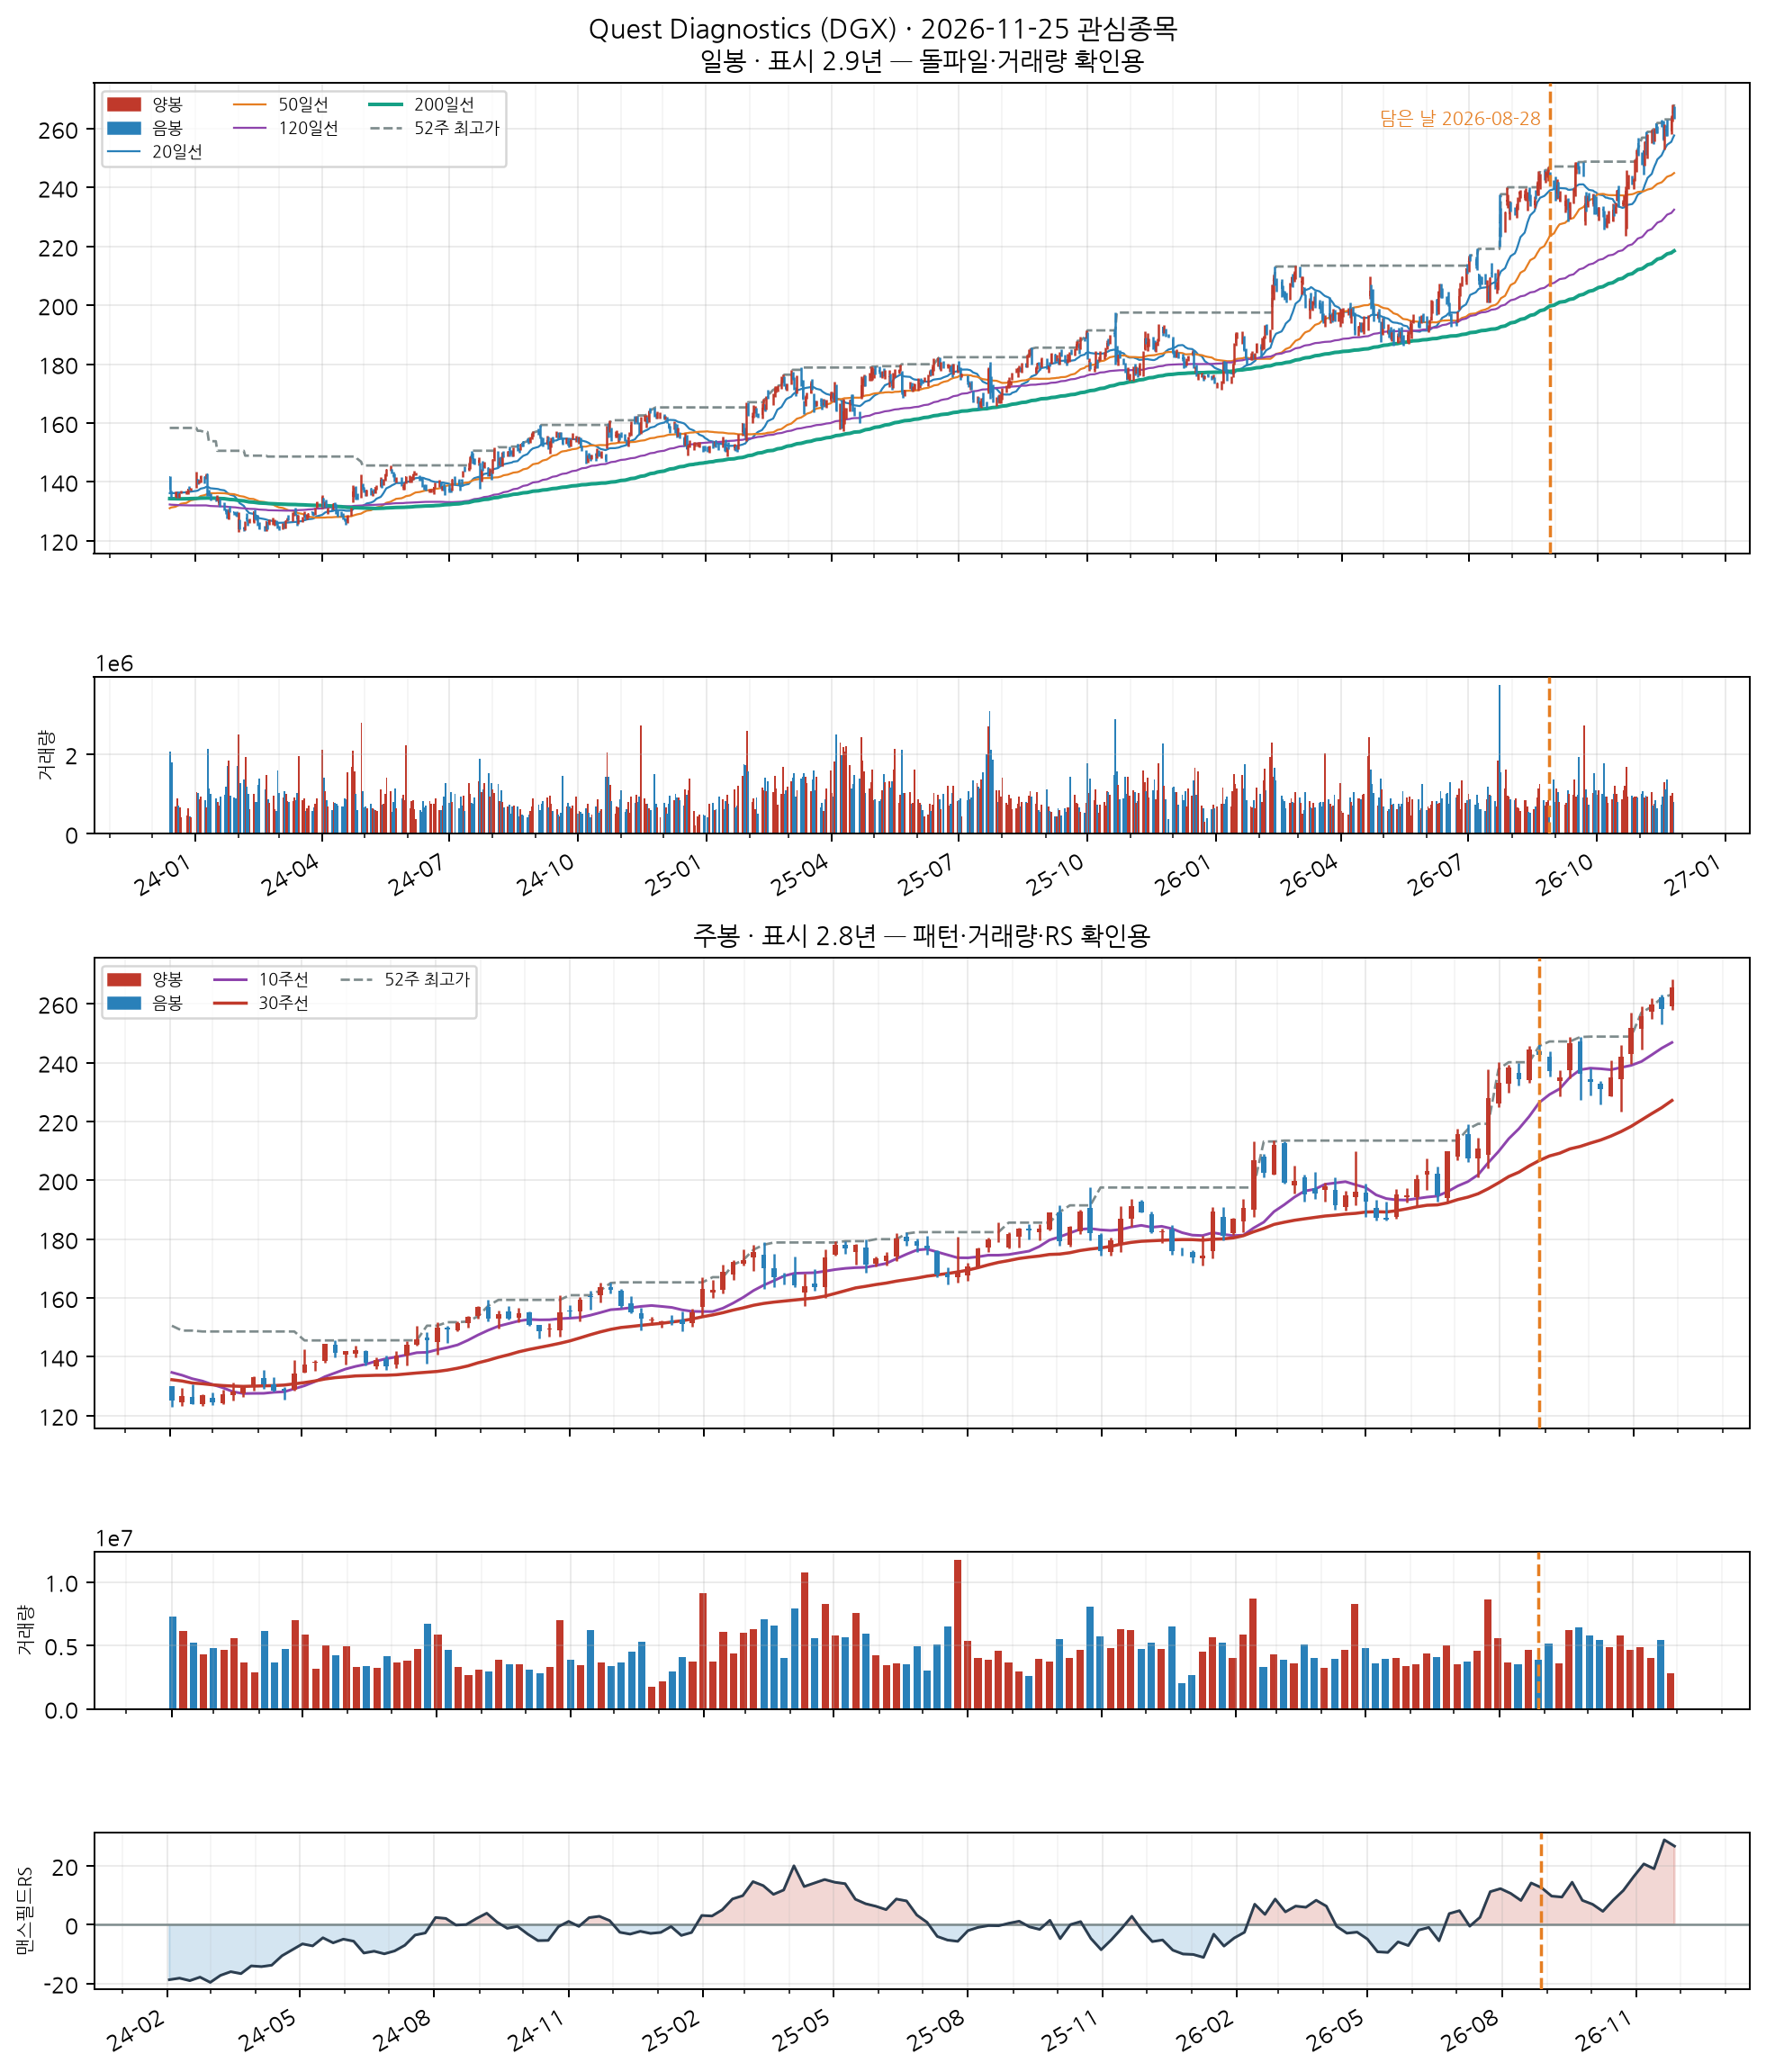 Quest Diagnostics (DGX) · 2026-11-25 관심종목
일봉 · 표시 2.9년 — 돌파일·거래량 확인용
양봉 50일선 200일선
음봉 120일선 52주 최고가
20일선
담은 날 2026-08-28
260
240
220
200
180
160
140
120
1e6
거래량
2
0
24-01 24-04 24-07 24-10 25-01 25-04 25-07 25-10 26-01 26-04 26-07 26-10 27-01
주봉 · 표시 2.8년 — 패턴·거래량·RS 확인용
양봉 10주선 52주 최고가
음봉 30주선
260
240
220
200
180
160
140
120
1e7
거래량
1.0
0.5
0.0
맨스필드RS
20
0
-20
24-02 24-05 24-08 24-11 25-02 25-05 25-08 25-11 26-02 26-05 26-08 26-11